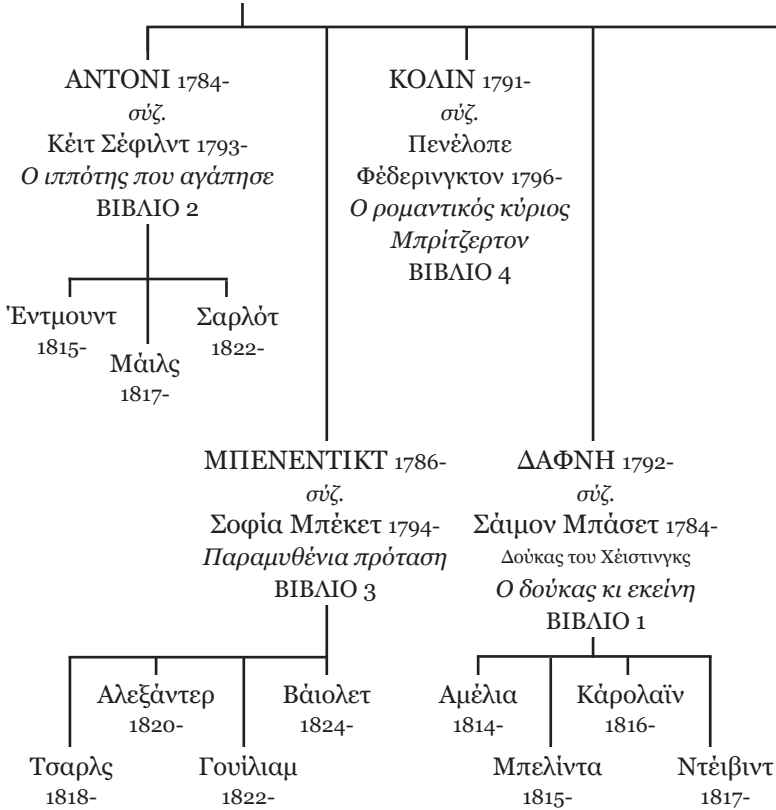 ΑΝΤΟΝΙ 1784-
σύζ.
Κέιτ Σέφιλντ 1793-
Ο ιππότης που αγάπησε
ΒΙΒΛΙΟ 2
Έντμουντ
1815-
Μάιλς
1817-
Σαρλότ
1822-
ΚΟΛΙΝ 1791-
σύζ.
Πενέλοπε
Φέδερινγκτον 1796-
Ο ρομαντικός κύριος
Μπρίτζερτον
ΒΙΒΛΙΟ 4
ΜΠΕΝΕΝΤΙΚΤ 1786-
σύζ.
Σοφία Μπέκετ 1794-
Παραμυθένια πρόταση
ΒΙΒΛΙΟ 3
Τσαρλς
1818-
Αλεξάντερ
1820-
Γουίλιαμ
1822-
Βάιολετ
1824-
ΔΑΦΝΗ 1792-
σύζ.
Σάιμον Μπάσετ 1784-
Δούκας του Χέιστινγκς
Ο δούκας κι εκείνη
ΒΙΒΛΙΟ 1
Αμέλια
1814-
Μπελίντα
1815-
Κάρολαϊν
1816-
Ντέιβιντ
1817-